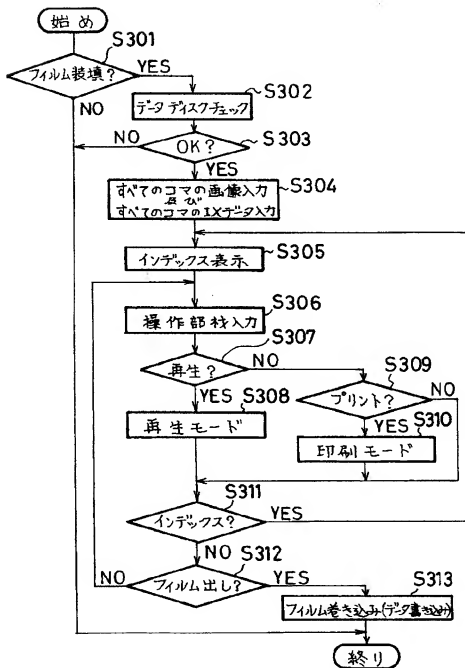 始め
S301
フィルム装填?
YES
NO
S302
データディスクチェック
S303
NO
OK?
YES
S304
すべてのコマの画像入力
及び
すべてのコマのIXデータ入力
S305
インデックス表示
S306
操作部材入力
S307
再生?
NO
YES
S308
再生モード
S309
プリント?
NO
YES
S310
印刷モード
S311
インデックス?
YES
NO
S312
フィルム出し?
NO
YES
S313
フィルム巻き込み(データ書き込み)
終り